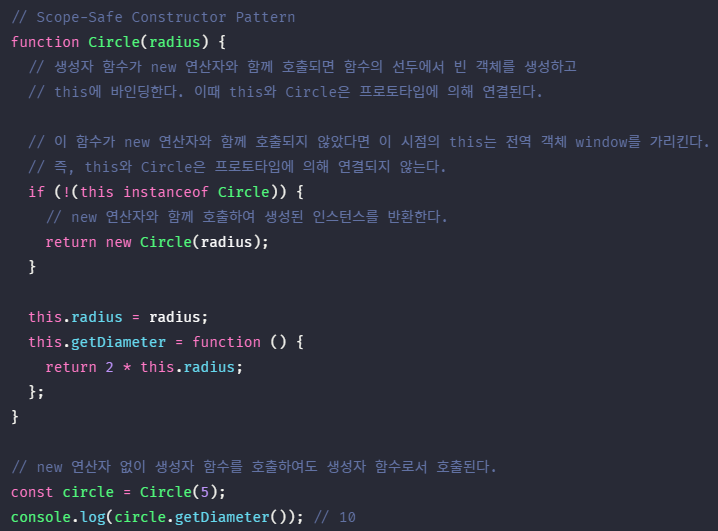 // Scope-Safe Constructor Pattern
function Circle(radius) {
  // 생성자 함수가 new 연산자와 함께 호출되면 함수의 선두에서 빈 객체를 생성하고
  // this에 바인딩한다. 이때 this와 Circle은 프로토타입에 의해 연결된다.

  // 이 함수가 new 연산자와 함께 호출되지 않았다면 이 시점의 this는 전역 객체 window를 가리킨다.
  // 즉, this와 Circle은 프로토타입에 의해 연결되지 않는다.
  if (!(this instanceof Circle)) {
    // new 연산자와 함께 호출하여 생성된 인스턴스를 반환한다.
    return new Circle(radius);
  }

  this.radius = radius;
  this.getDiameter = function () {
    return 2 * this.radius;
  };
}

// new 연산자 없이 생성자 함수를 호출하여도 생성자 함수로서 호출된다.
const circle = Circle(5);
console.log(circle.getDiameter()); // 10